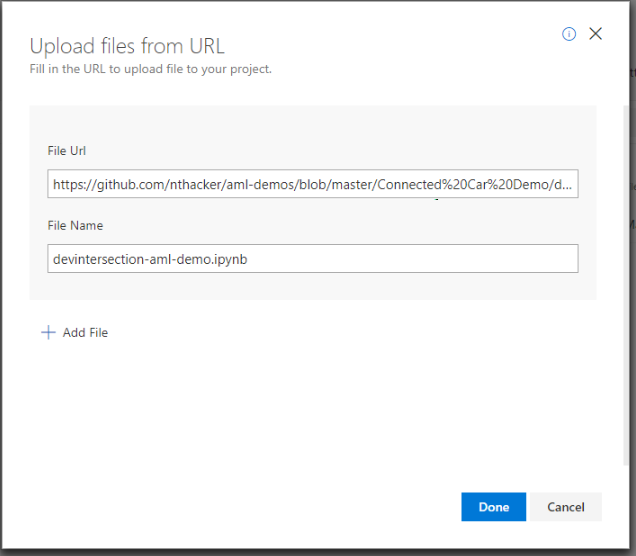 Upload files from URL
Fill in the URL to upload file to your project.
File Url
https://github.com/nthacker/aml-demos/blob/master/Connected%20Car%20Demo/d...
File Name
devintersection-aml-demo.ipynb
Add File
Done
Cancel